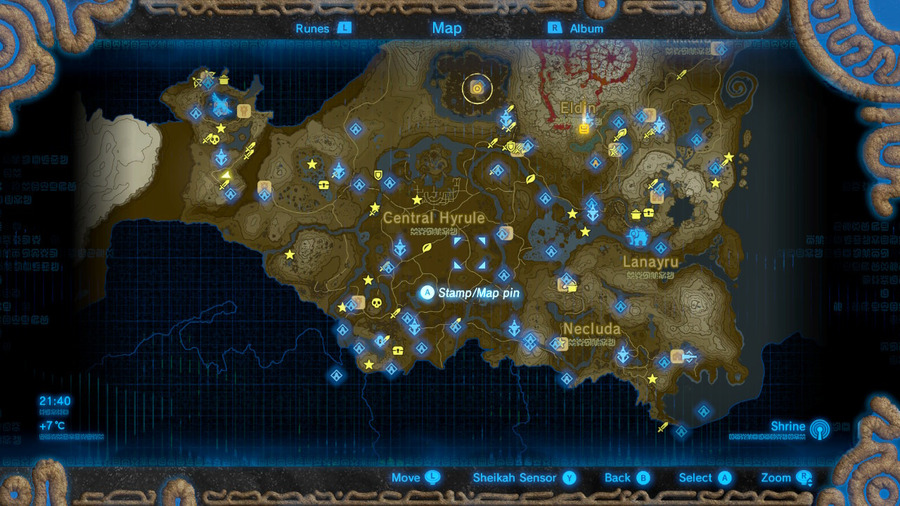 Runes L
Map
R Album
Eldin
Central Hyrule
Lanayru
A Stamp/Map pin
Necluda
21:40
+7°C
Shrine
Move L
Sheikah Sensor Y
Back B
Select A
Zoom R